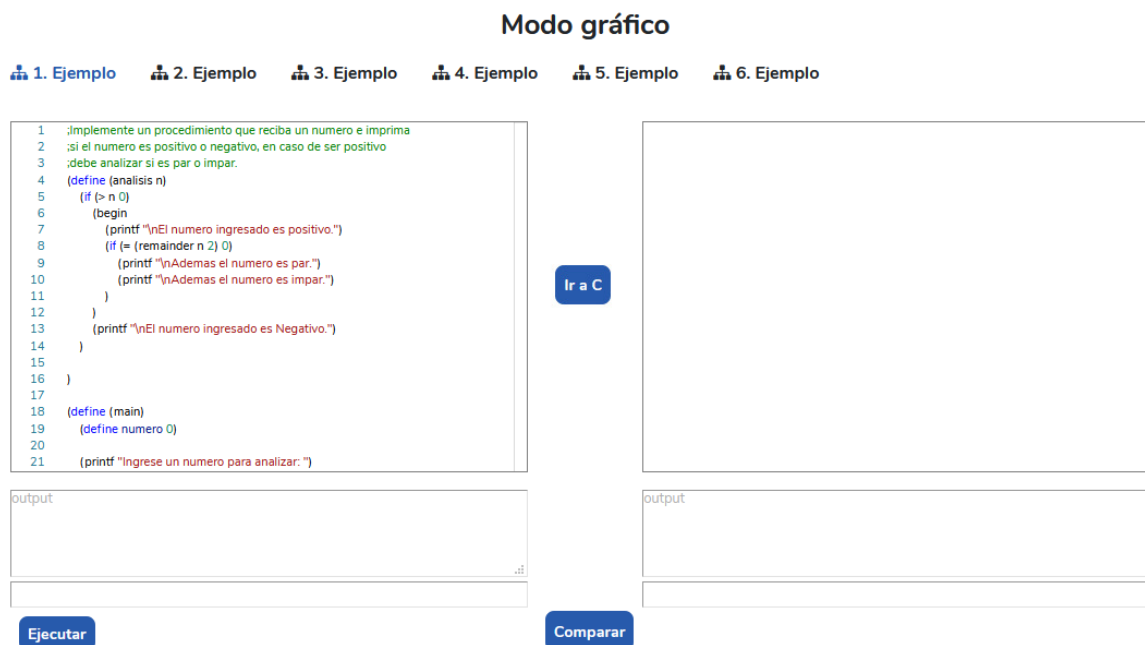 Modo gráfico
1. Ejemplo 2. Ejemplo 3. Ejemplo 4. Ejemplo 5. Ejemplo 6. Ejemplo
1 ;Implemente un procedimiento que reciba un numero e imprima
2 ;si el numero es positivo o negativo, en caso de ser positivo
3 ;debe analizar si es par o impar.
4 (define (analisis n)
5 (if (> n 0)
6 (begin
7 (printf "\nEl numero ingresado es positivo.")
8 (if (= (remainder n 2) 0)
9 (printf "\nAdemas el numero es par.")
10 (printf "\nAdemas el numero es impar.")
11 )
12 )
13 (printf "\nEl numero ingresado es Negativo.")
14 )
15
16 )
17
18 (define (main)
19 (define numero 0)
20
21 (printf "Ingrese un numero para analizar: ")
Ir a C
output
output
Ejecutar
Comparar